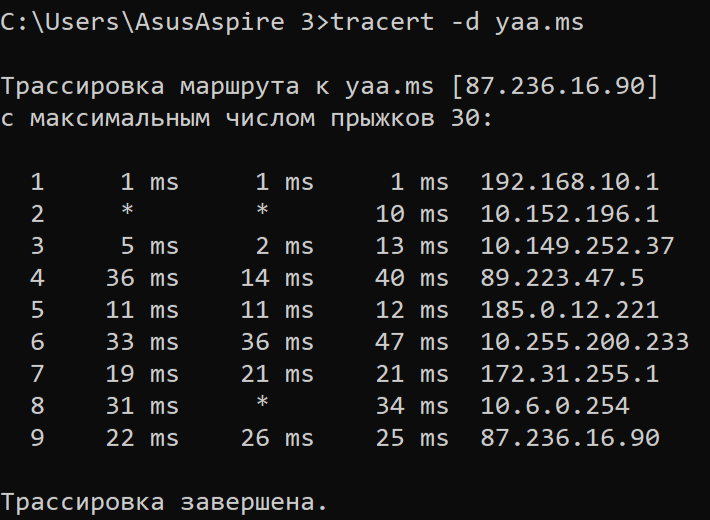 C:\Users\AsusAspire 3>tracert -d yaa.ms
Трассировка маршрута к yaa.ms [87.236.16.90]
с максимальным числом прыжков 30:
1 1 ms 1 ms 1 ms 192.168.10.1
2 * * 10 ms 10.152.196.1
3 5 ms 2 ms 13 ms 10.149.252.37
4 36 ms 14 ms 40 ms 89.223.47.5
5 11 ms 11 ms 12 ms 185.0.12.221
6 33 ms 36 ms 47 ms 10.255.200.233
7 19 ms 21 ms 21 ms 172.31.255.1
8 31 ms * 34 ms 10.6.0.254
9 22 ms 26 ms 25 ms 87.236.16.90
Трассировка завершена.